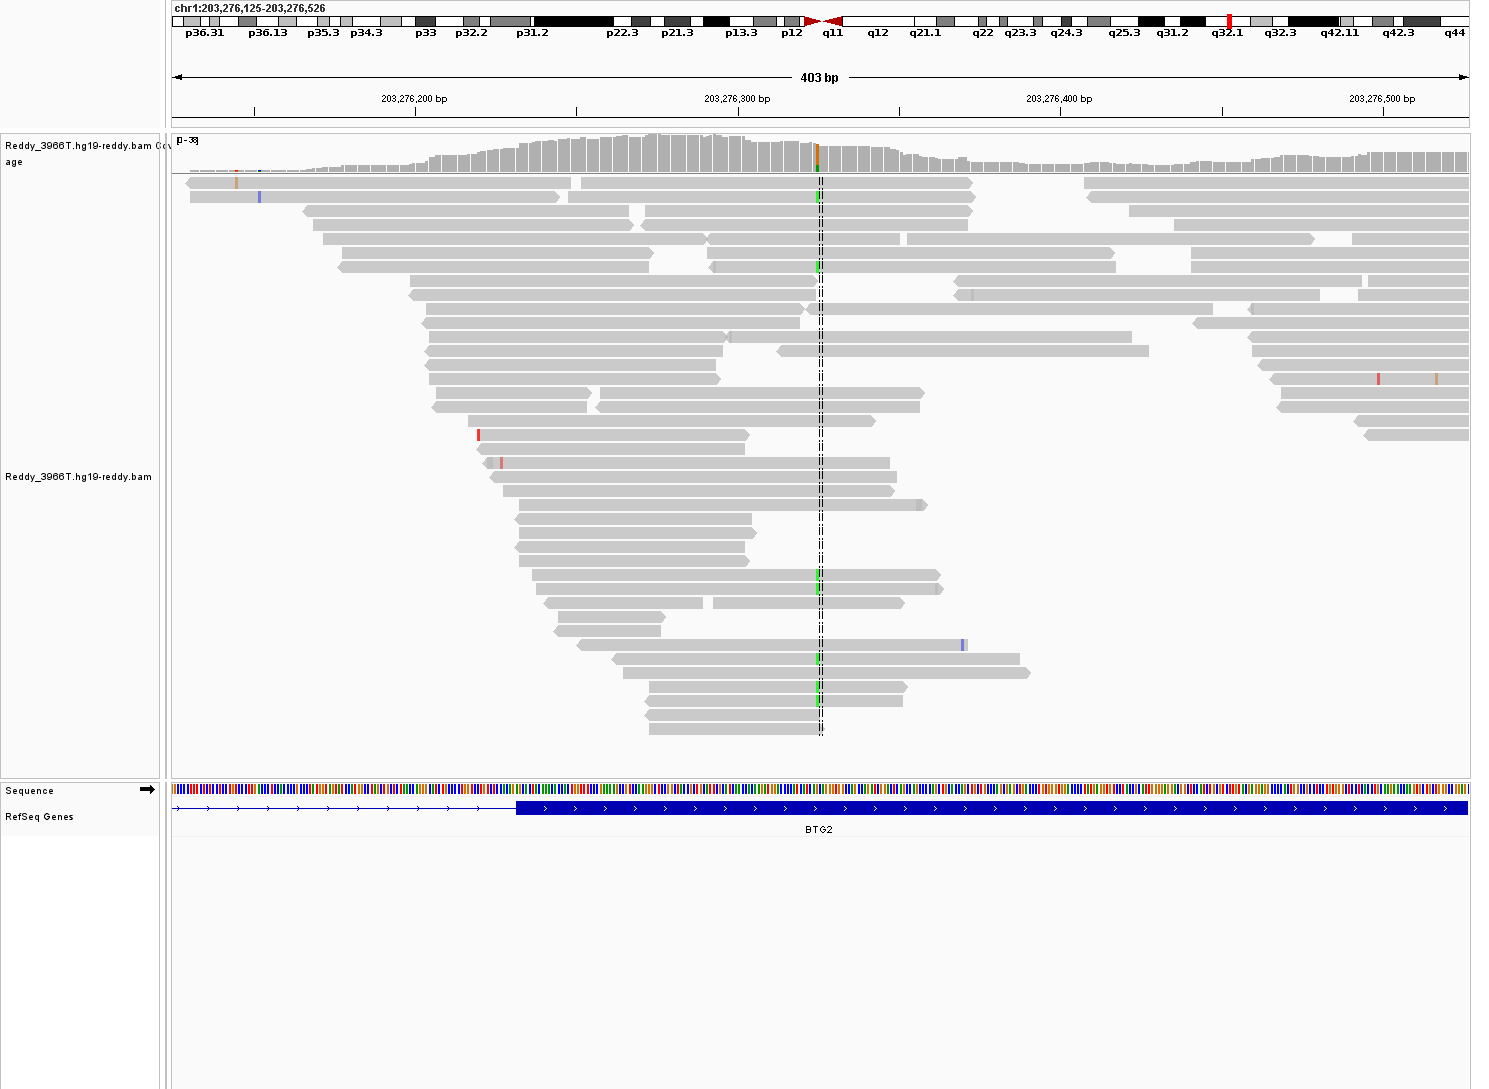 chr1:203,276,125-203,276,526
p36.31 p36.13 p35.3 p34.3 p33 p32.2 p31.2 p22.3 p21.3 p13.3 p12 q11 q12 q21.1 q22 q23.3 q24.3 q25.3 q31.2 q32.1 q32.3 q42.11 q42.3 q44
403 bp
203,276,200 bp 203,276,300 bp 203,276,400 bp 203,276,500 bp
Reddy_3966T.hg19-reddy.bam Cov
age
[0-38]
Reddy_3966T.hg19-reddy.bam
Sequence
RefSeq Genes
BTG2